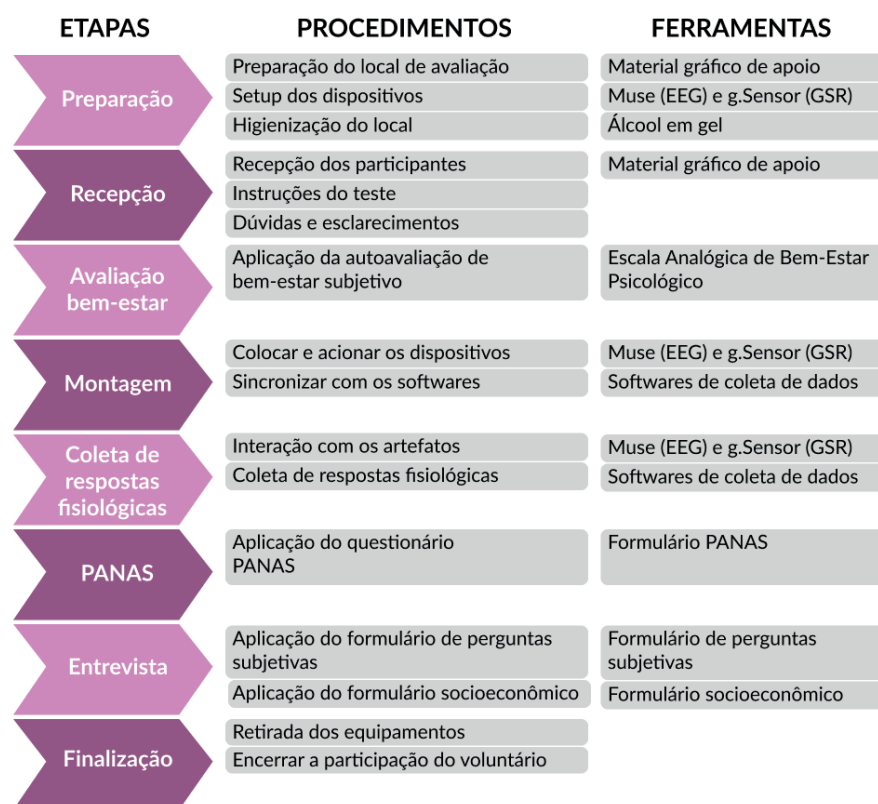 ETAPAS PROCEDIMENTOS FERRAMENTAS
Preparação
Preparação do local de avaliação
Setup dos dispositivos
Higienização do local
Material gráfico de apoio
Muse (EEG) e g.Sensor (GSR)
Álcool em gel
Recepção
Recepção dos participantes
Instruções do teste
Dúvidas e esclarecimentos
Material gráfico de apoio
Avaliação
bem-estar
Aplicação da autoavaliação de
bem-estar subjetivo
Escala Analógica de Bem-Estar
Psicológico
Montagem
Colocar e acionar os dispositivos
Sincronizar com os softwares
Muse (EEG) e g.Sensor (GSR)
Softwares de coleta de dados
Coleta de
respostas
fisiológicas
Interação com os artefatos
Coleta de respostas fisiológicas
Muse (EEG) e g.Sensor (GSR)
Softwares de coleta de dados
PANAS
Aplicação do questionário
PANAS
Formulário PANAS
Entrevista
Aplicação do formulário de perguntas
subjetivas
Aplicação do formulário socioeconômico
Formulário de perguntas
subjetivas
Formulário socioeconômico
Finalização
Retirada dos equipamentos
Encerrar a participação do voluntário